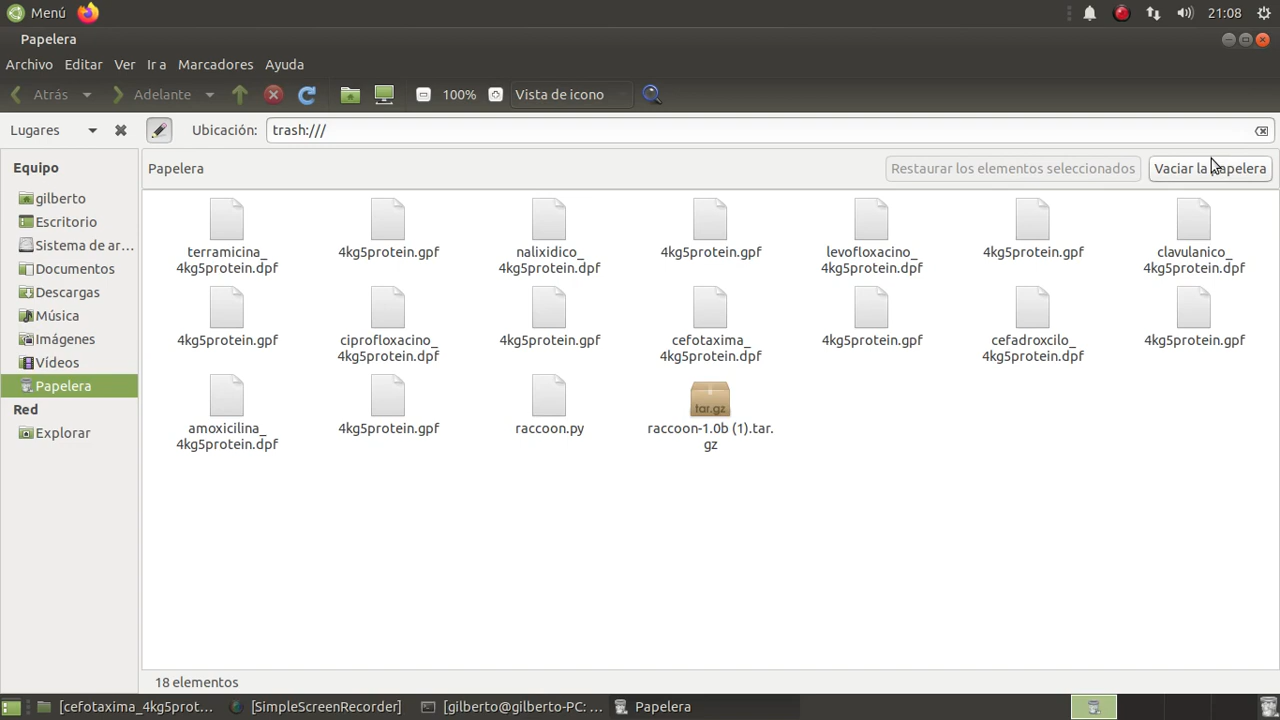 Menú 21:08
Papelera
Archivo Editar Ver Ir a Marcadores Ayuda
Atrás Adelante 100% Vista de icono
Lugares Ubicación: trash:///
Equipo Papelera Restaurar los elementos seleccionados Vaciar la Papelera
gilberto
Escritorio
Sistema de ar...
Documentos
Descargas
Música
Imágenes
Vídeos
Papelera
Red
Explorar
terramicina_ 4kg5protein.gpf nalixidico_ 4kg5protein.gpf levofloxacino_ 4kg5protein.gpf clavulanico_
4kg5protein.dpf 4kg5protein.dpf 4kg5protein.dpf 4kg5protein.dpf
4kg5protein.gpf ciprofloxacino_ 4kg5protein.gpf cefotaxima_ 4kg5protein.gpf cefadroxcilo_ 4kg5protein.gpf
4kg5protein.dpf 4kg5protein.dpf 4kg5protein.dpf
amoxicilina_ 4kg5protein.gpf raccoon.py raccoon-1.0b (1).tar.
4kg5protein.dpf gz
tar.gz
18 elementos
[cefotaxima_4kg5prot... [SimpleScreenRecorder] [gilberto@gilberto-PC: ... Papelera